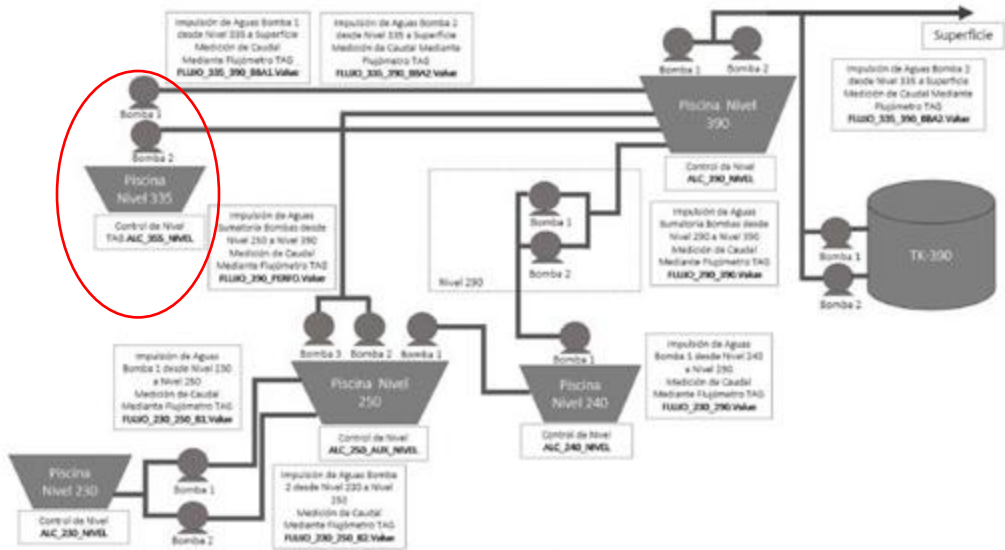 Impulsión de Aguas Bomba 1
desde Nivel 335 a Superficie
Medición de Caudal
Mediante Flujómetro TAG
FLUJO_335_390_BBA1.Value
Impulsión de Aguas Bomba 2
desde Nivel 335 a Superficie
Medición de Caudal Mediante
Flujómetro TAG
FLUJO_335_390_BBA2.Value
Bomba 1
Bomba 2
Superficie
Piscina Nivel
390
Control de Nivel
ALC_390_NIVEL
Impulsión de Aguas Bomba 2
desde Nivel 335 a Superficie
Medición de Caudal Mediante
Flujómetro TAG
FLUJO_335_390_BBA2.Value
Bomba 1
Bomba 2
Piscina
Nivel 335
Control de Nivel
TAG ALC_355_NIVEL
Impulsión de Aguas
Sumatoria Bombas desde
Nivel 250 a Nivel 390
Medición de Caudal
Mediante Flujómetro TAG
FLUJO_390_PERFO.Value
Bomba 1
Bomba 2
Nivel 290
Impulsión de Aguas
Sumatoria Bombas desde
Nivel 290 a Nivel 390
Medición de Caudal
Mediante Flujómetro TAG
FLUJO_290_390.Value
Bomba 1
Bomba 2
TK-390
Bomba 3
Bomba 2
Bomba 1
Piscina Nivel
250
Control de Nivel
ALC_250_AUX_NIVEL
Bomba 1
Piscina
Nivel 240
Control de Nivel
ALC_240_NIVEL
Impulsión de Aguas
Bomba 1 desde Nivel 240
a Nivel 290
Medición de Caudal
Mediante Flujómetro TAG
FLUJO_230_290.Value
Impulsión de Aguas
Bomba 1 desde Nivel 230
a Nivel 250
Medición de Caudal
Mediante Flujómetro TAG
FLUJO_230_250_B1.Value
Piscina
Nivel 230
Control de Nivel
ALC_230_NIVEL
Bomba 1
Bomba 2
Impulsión de Aguas Bomba
2 desde Nivel 230 a Nivel
250
Medición de Caudal
Mediante Flujómetro TAG
FLUJO_230_250_B2.Value